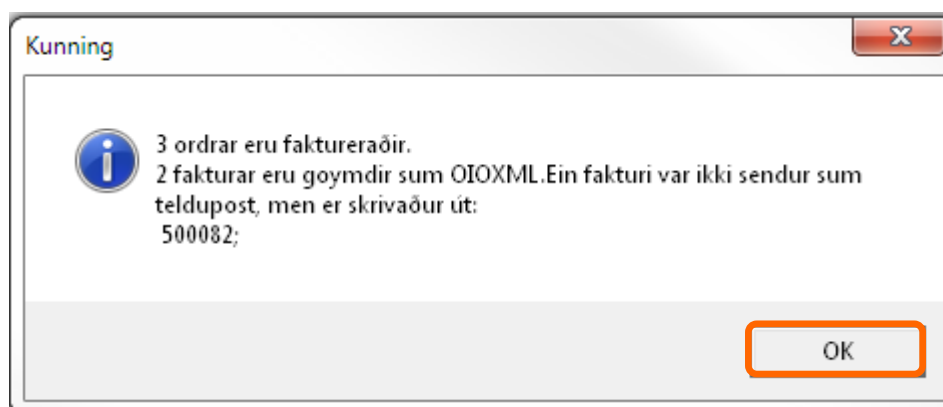 Kunning
3 ordrar eru faktureraðir.
2 fakturar eru goymdir sum OIOXML.Ein fakturi var ikki sendur sum
teldupost, men er skrivaður út:
500082;
OK